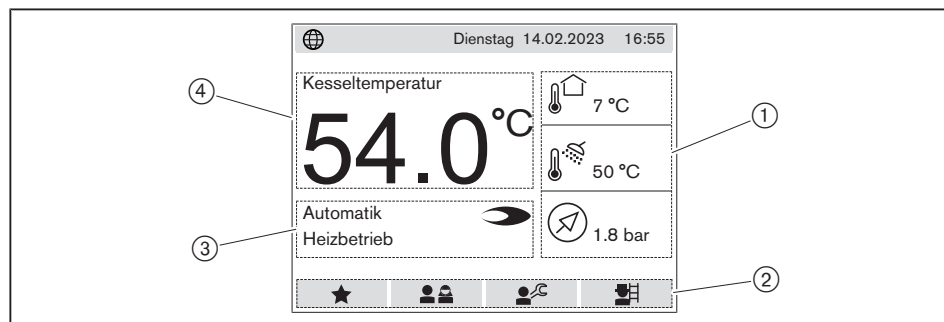 Dienstag 14.02.2023 16:55
Kesseltemperatur
54.0 °C
7 °C
50 °C
1.8 bar
Automatik
Heizbetrieb
4
3
1
2